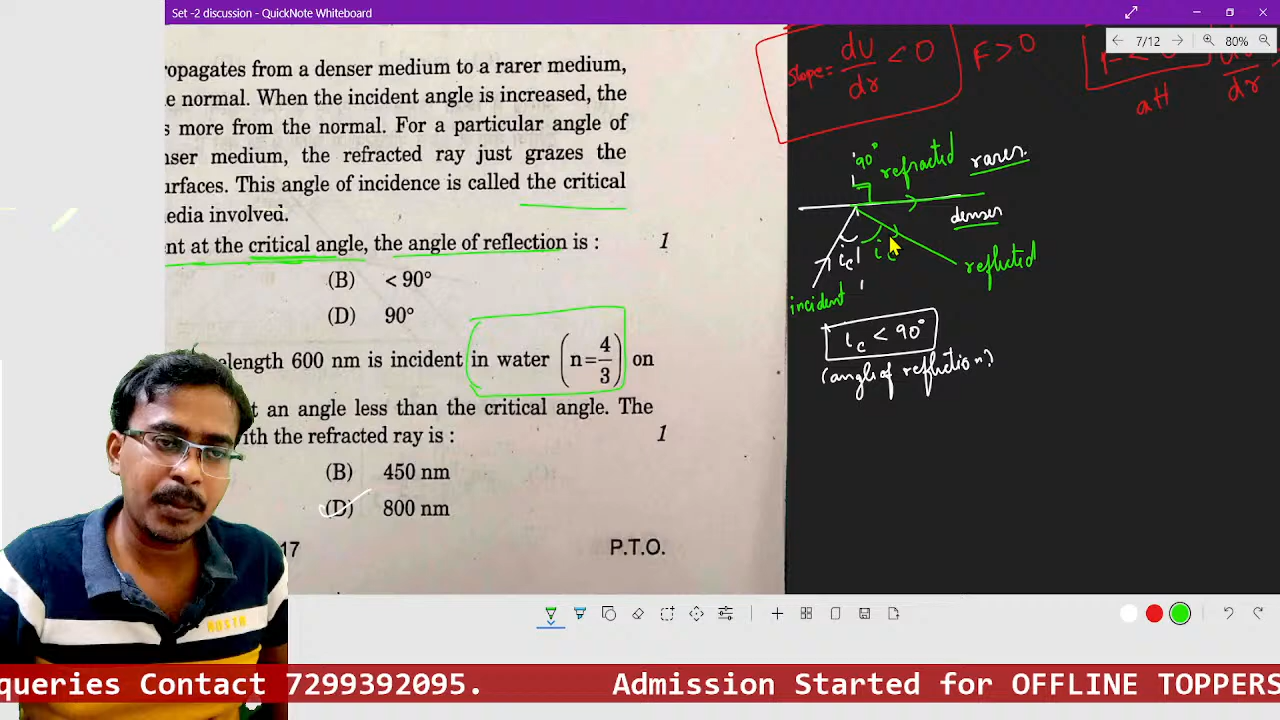 Set -2 discussion - QuickNote Whiteboard
7/12
80%
ropagates from a denser medium to a rarer medium,
e normal. When the incident angle is increased, the
s more from the normal. For a particular angle of
nser medium, the refracted ray just grazes the
urfaces. This angle of incidence is called the critical
edia involved.
nt at the critical angle, the angle of reflection is : 1
(B) < 90°
(D) 90°
elength 600 nm is incident in water (n=4/3) on
t an angle less than the critical angle. The
with the refracted ray is : 1
(B) 450 nm
(D) 800 nm
17
P.T.O.
slope = du/dr < 0
F > 0
att
90°
refracted
rarer
denser
ic
ic
reflected
incident
ic < 90°
(angle of reflection)
MOSTW
queries Contact 7299392095. Admission Started for OFFLINE TOPPERS